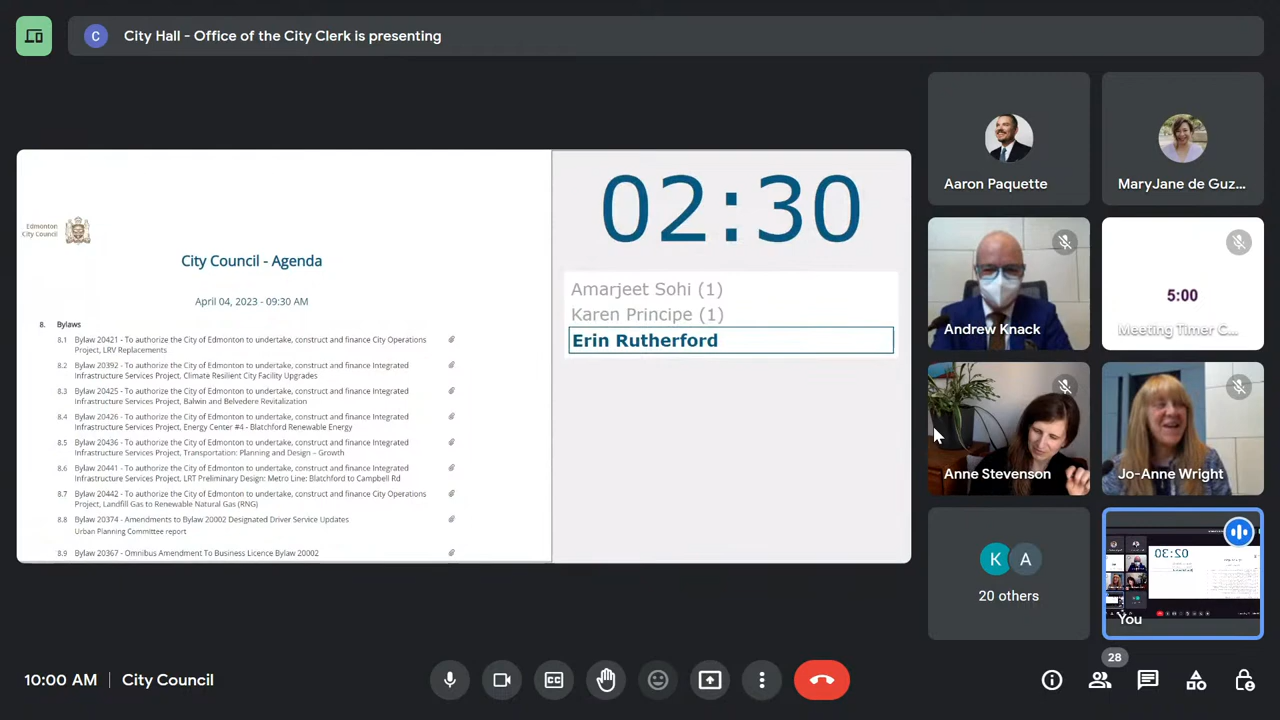 City Hall - Office of the City Clerk is presenting
C
Edmonton
City Council
City Council - Agenda
April 04, 2023 - 09:30 AM
8. Bylaws
8.1 Bylaw 20421 - To authorize the City of Edmonton to undertake, construct and finance City Operations
Project, LRV Replacements
8.2 Bylaw 20392 - To authorize the City of Edmonton to undertake, construct and finance Integrated
Infrastructure Services Project, Climate Resilient City Facility Upgrades
8.3 Bylaw 20425 - To authorize the City of Edmonton to undertake, construct and finance Integrated
Infrastructure Services Project, Balwin and Belvedere Revitalization
8.4 Bylaw 20426 - To authorize the City of Edmonton to undertake, construct and finance Integrated
Infrastructure Services Project, Energy Center #4 - Blatchford Renewable Energy
8.5 Bylaw 20436 - To authorize the City of Edmonton to undertake, construct and finance Integrated
Infrastructure Services Project, Transportation: Planning and Design – Growth
8.6 Bylaw 20441 - To authorize the City of Edmonton to undertake, construct and finance Integrated
Infrastructure Services Project, LRT Preliminary Design: Metro Line: Blatchford to Campbell Rd
8.7 Bylaw 20442 - To authorize the City of Edmonton to undertake, construct and finance City Operations
Project, Landfill Gas to Renewable Natural Gas (RNG)
8.8 Bylaw 20374 - Amendments to Bylaw 20002 Designated Driver Service Updates
Urban Planning Committee report
8.9 Bylaw 20367 - Omnibus Amendment To Business Licence Bylaw 20002
02:30
Amarjeet Sohi (1)
Karen Principe (1)
Erin Rutherford
Aaron Paquette
MaryJane de Guz...
Andrew Knack
5:00
Meeting Timer C...
Anne Stevenson
Jo-Anne Wright
K A
20 others
02:30
You
10:00 AM | City Council
CC
28